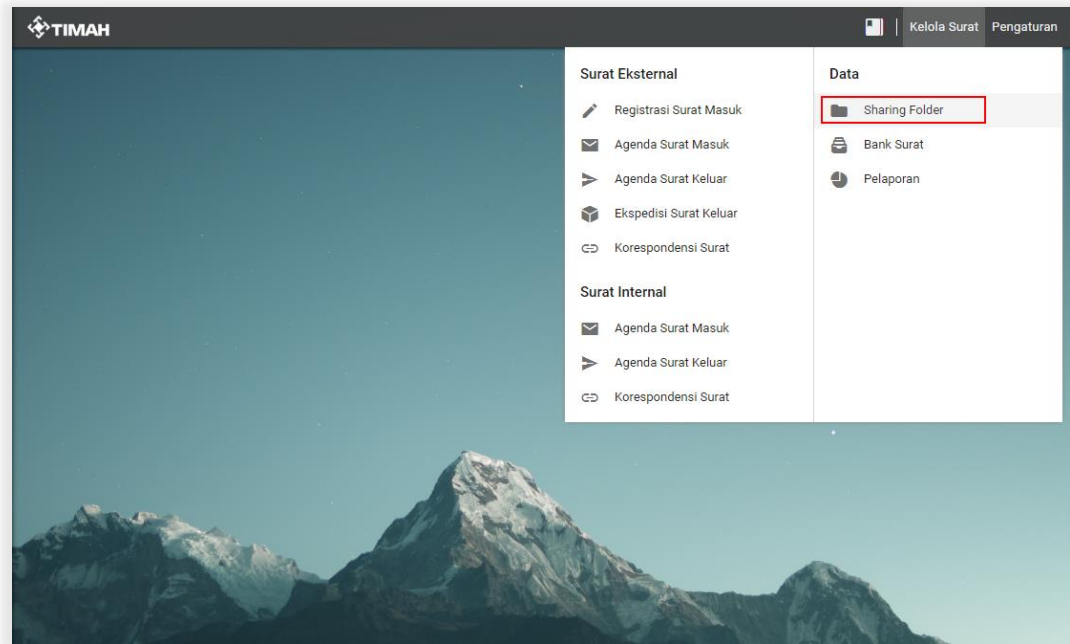 TIMAH
Kelola Surat
Pengaturan
Surat Eksternal
Registrasi Surat Masuk
Agenda Surat Masuk
Agenda Surat Keluar
Ekspedisi Surat Keluar
Korespondensi Surat
Surat Internal
Agenda Surat Masuk
Agenda Surat Keluar
Korespondensi Surat
Data
Sharing Folder
Bank Surat
Pelaporan